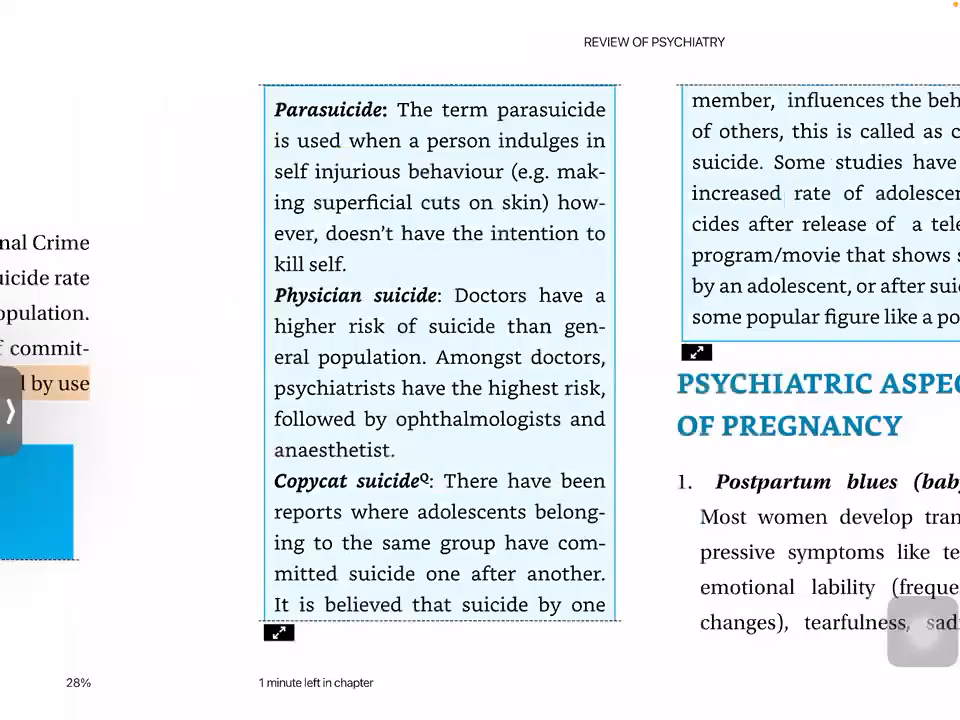 REVIEW OF PSYCHIATRY
nal Crime
uicide rate
opulation.
f commit-
l by use
Parasuicide: The term parasuicide
is used when a person indulges in
self injurious behaviour (e.g. mak-
ing superficial cuts on skin) how-
ever, doesn't have the intention to
kill self.
Physician suicide: Doctors have a
higher risk of suicide than gen-
eral population. Amongst doctors,
psychiatrists have the highest risk,
followed by ophthalmologists and
anaesthetist.
Copycat suicideQ: There have been
reports where adolescents belong-
ing to the same group have com-
mitted suicide one after another.
It is believed that suicide by one
member, influences the beh
of others, this is called as c
suicide. Some studies have
increased rate of adolescen
cides after release of a tele
program/movie that shows s
by an adolescent, or after suic
some popular figure like a po
PSYCHIATRIC ASPEC
OF PREGNANCY
1. Postpartum blues (baby
Most women develop tran
pressive symptoms like te
emotional lability (freque
changes), tearfulness, sad
28%
1 minute left in chapter